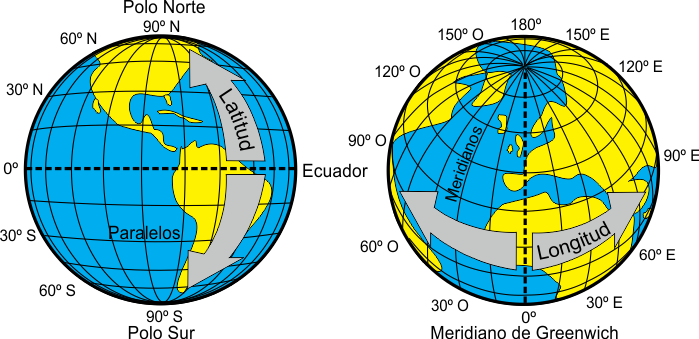 Polo Norte
90º N
60º N
30º N
0º
30º S
60º S
90º S
Polo Sur
Ecuador
Latitud
Paralelos
180º
150º O
150º E
120º O
120º E
90º O
90º E
60º O
60º E
30º O
30º E
0º
Meridiano de Greenwich
Meridianos
Longitud